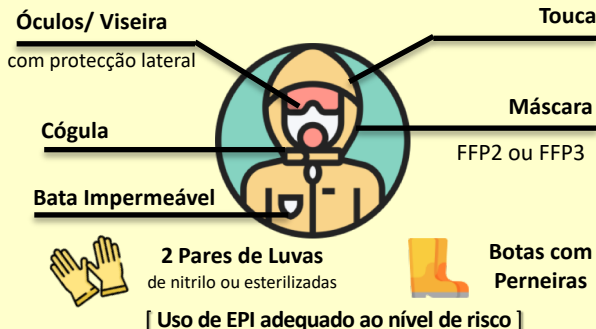 Óculos/ Viseira
com protecção lateral
Touca
Cógula
Máscara
FFP2 ou FFP3
Bata Impermeável
2 Pares de Luvas
de nitrilo ou esterilizadas
Botas com
Perneiras
[ Uso de EPI adequado ao nível de risco ]